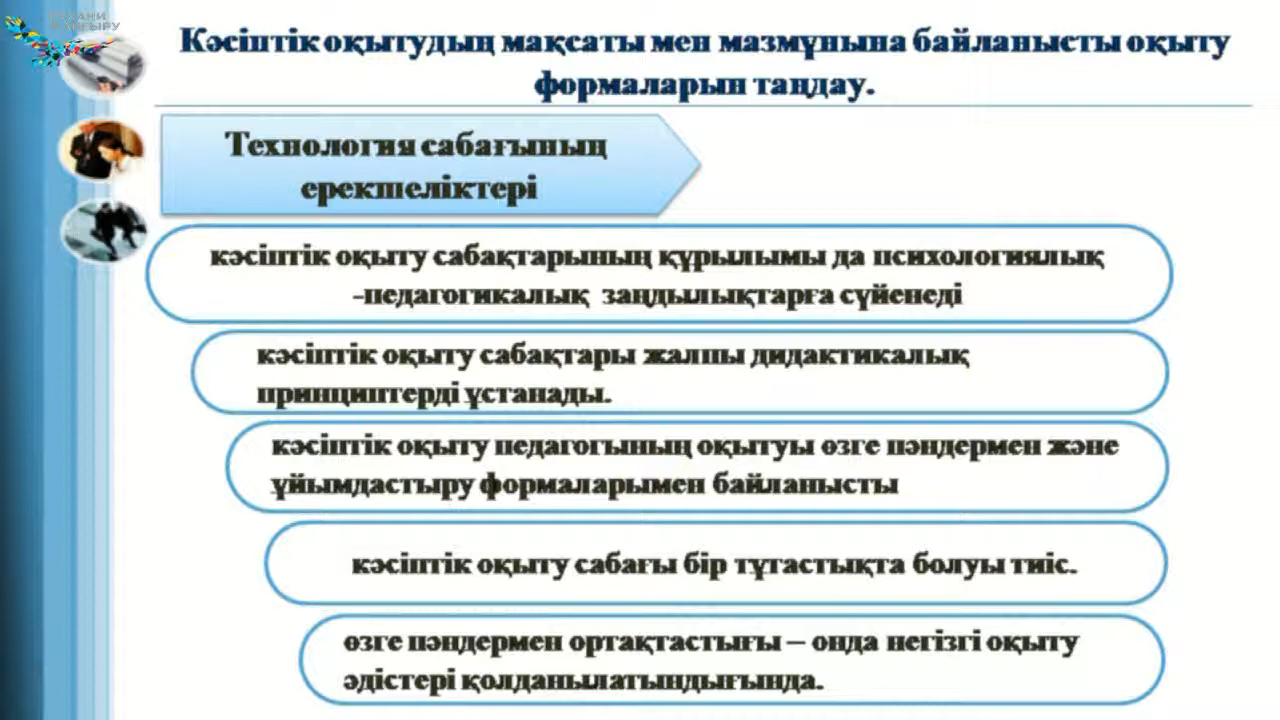 Кәсіптік оқытудың мақсаты мен мазмұнына байланысты оқыту
формаларын таңдау.
Технология сабағының
ерекшеліктері
кәсіптік оқыту сабақтарының құрылымы да психологиялық
-педагогикалық заңдылықтарға сүйенеді
кәсіптік оқыту сабақтары жалпы дидактикалық
принциптерді ұстанады.
кәсіптік оқыту педагогының оқытуы өзге пәндермен және
ұйымдастыру формаларымен байланысты
кәсіптік оқыту сабағы бір тұтастықта болуы тиіс.
өзге пәндермен ортақтастығы – онда негізгі оқыту
әдістері қолданылатындығында.